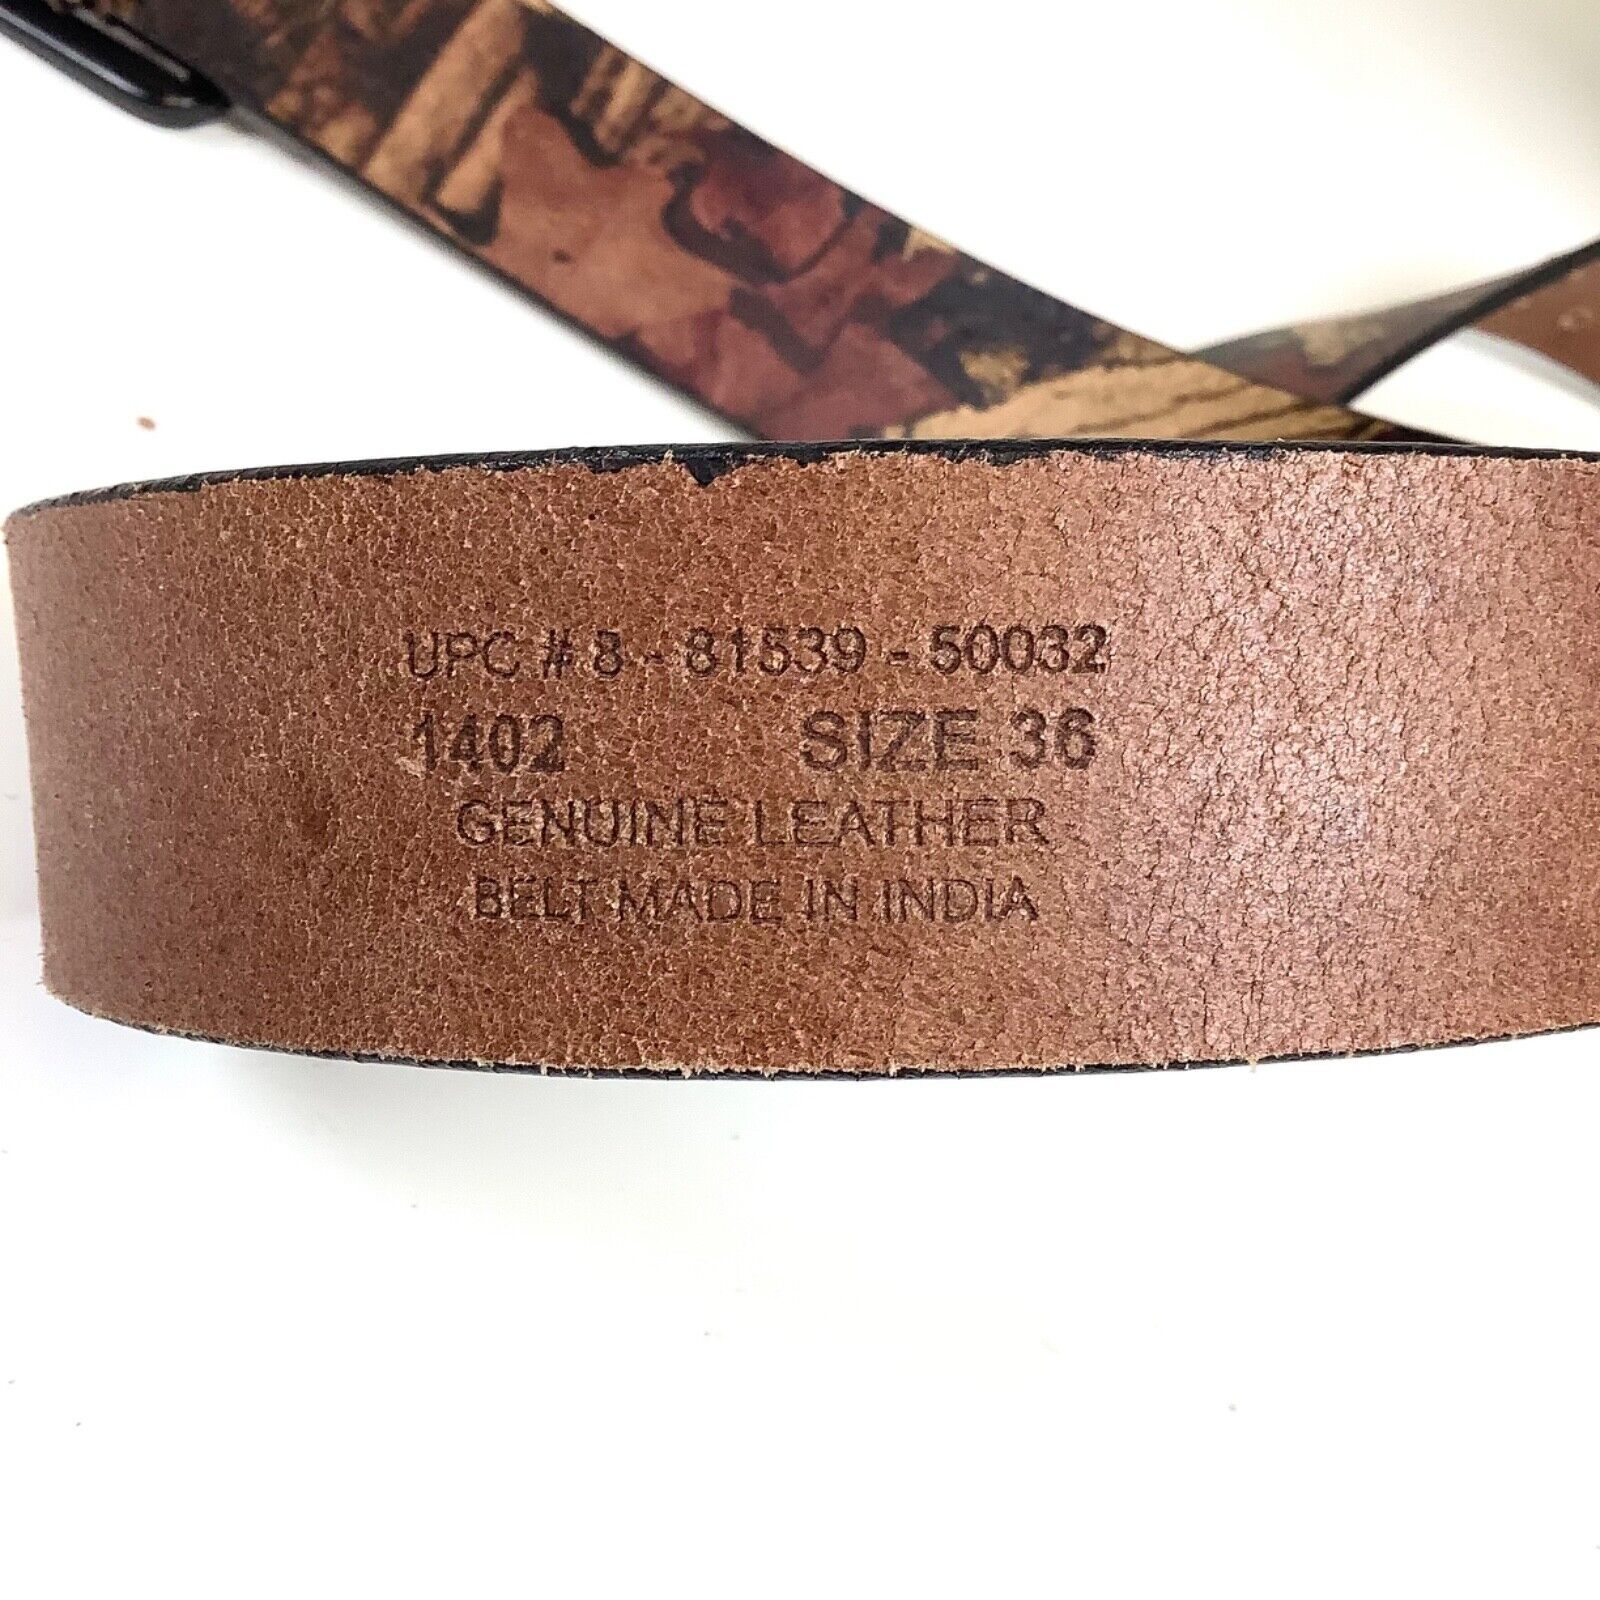 UPC # 8 - 81539 - 50032
1402 SIZE 36
GENUINE LEATHER
BELT MADE IN INDIA